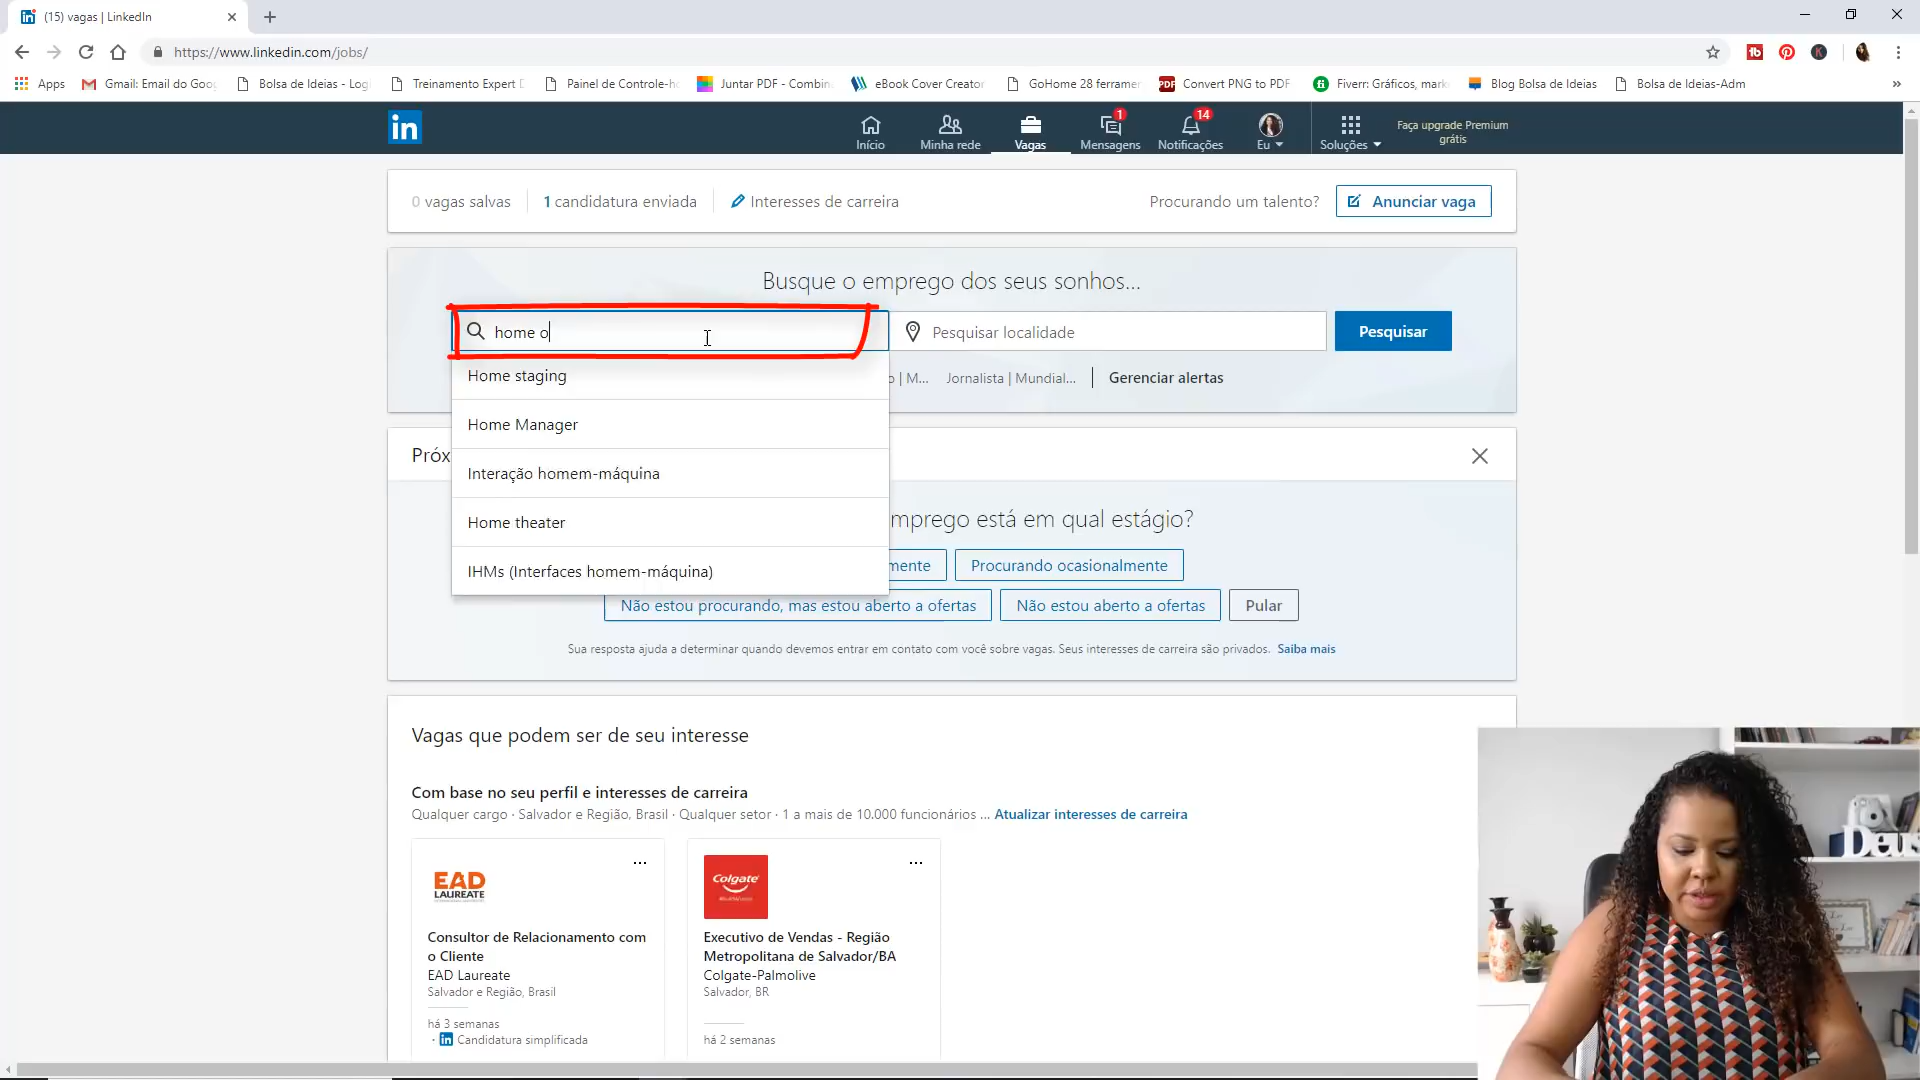 (15) vagas | LinkedIn
https://www.linkedin.com/jobs/
Apps
Gmail: Email do Goo
Bolsa de Ideias - Logi
Treinamento Expert D
Painel de Controle-ho
Juntar PDF - Combin
eBook Cover Creator
GoHome 28 ferramen
PDF
Convert PNG to PDF
Fiverr: Gráficos, mark
Blog Bolsa de Ideias
Bolsa de Ideias-Adm
»
in
Início
Minha rede
Vagas
1
Mensagens
14
Notificações
Eu
Soluções
Faça upgrade Premium
grátis
0 vagas salvas
1 candidatura enviada
Interesses de carreira
Procurando um talento?
Anunciar vaga
Busque o emprego dos seus sonhos...
home o
Pesquisar localidade
Pesquisar
o | M...
Jornalista | Mundial...
Gerenciar alertas
Home staging
Home Manager
Interação homem-máquina
Home theater
IHMs (Interfaces homem-máquina)
Próx
mprego está em qual estágio?
mente
Procurando ocasionalmente
Não estou procurando, mas estou aberto a ofertas
Não estou aberto a ofertas
Pular
Sua resposta ajuda a determinar quando devemos entrar em contato com você sobre vagas. Seus interesses de carreira são privados. Saiba mais
Vagas que podem ser de seu interesse
Com base no seu perfil e interesses de carreira
Qualquer cargo · Salvador e Região, Brasil · Qualquer setor · 1 a mais de 10.000 funcionários ... Atualizar interesses de carreira
...
EAD
LAUREATE
Consultor de Relacionamento com
o Cliente
EAD Laureate
Salvador e Região, Brasil
há 3 semanas
· in Candidatura simplificada
...
Colgate
Executivo de Vendas - Região
Metropolitana de Salvador/BA
Colgate-Palmolive
Salvador, BR
há 2 semanas
Deus